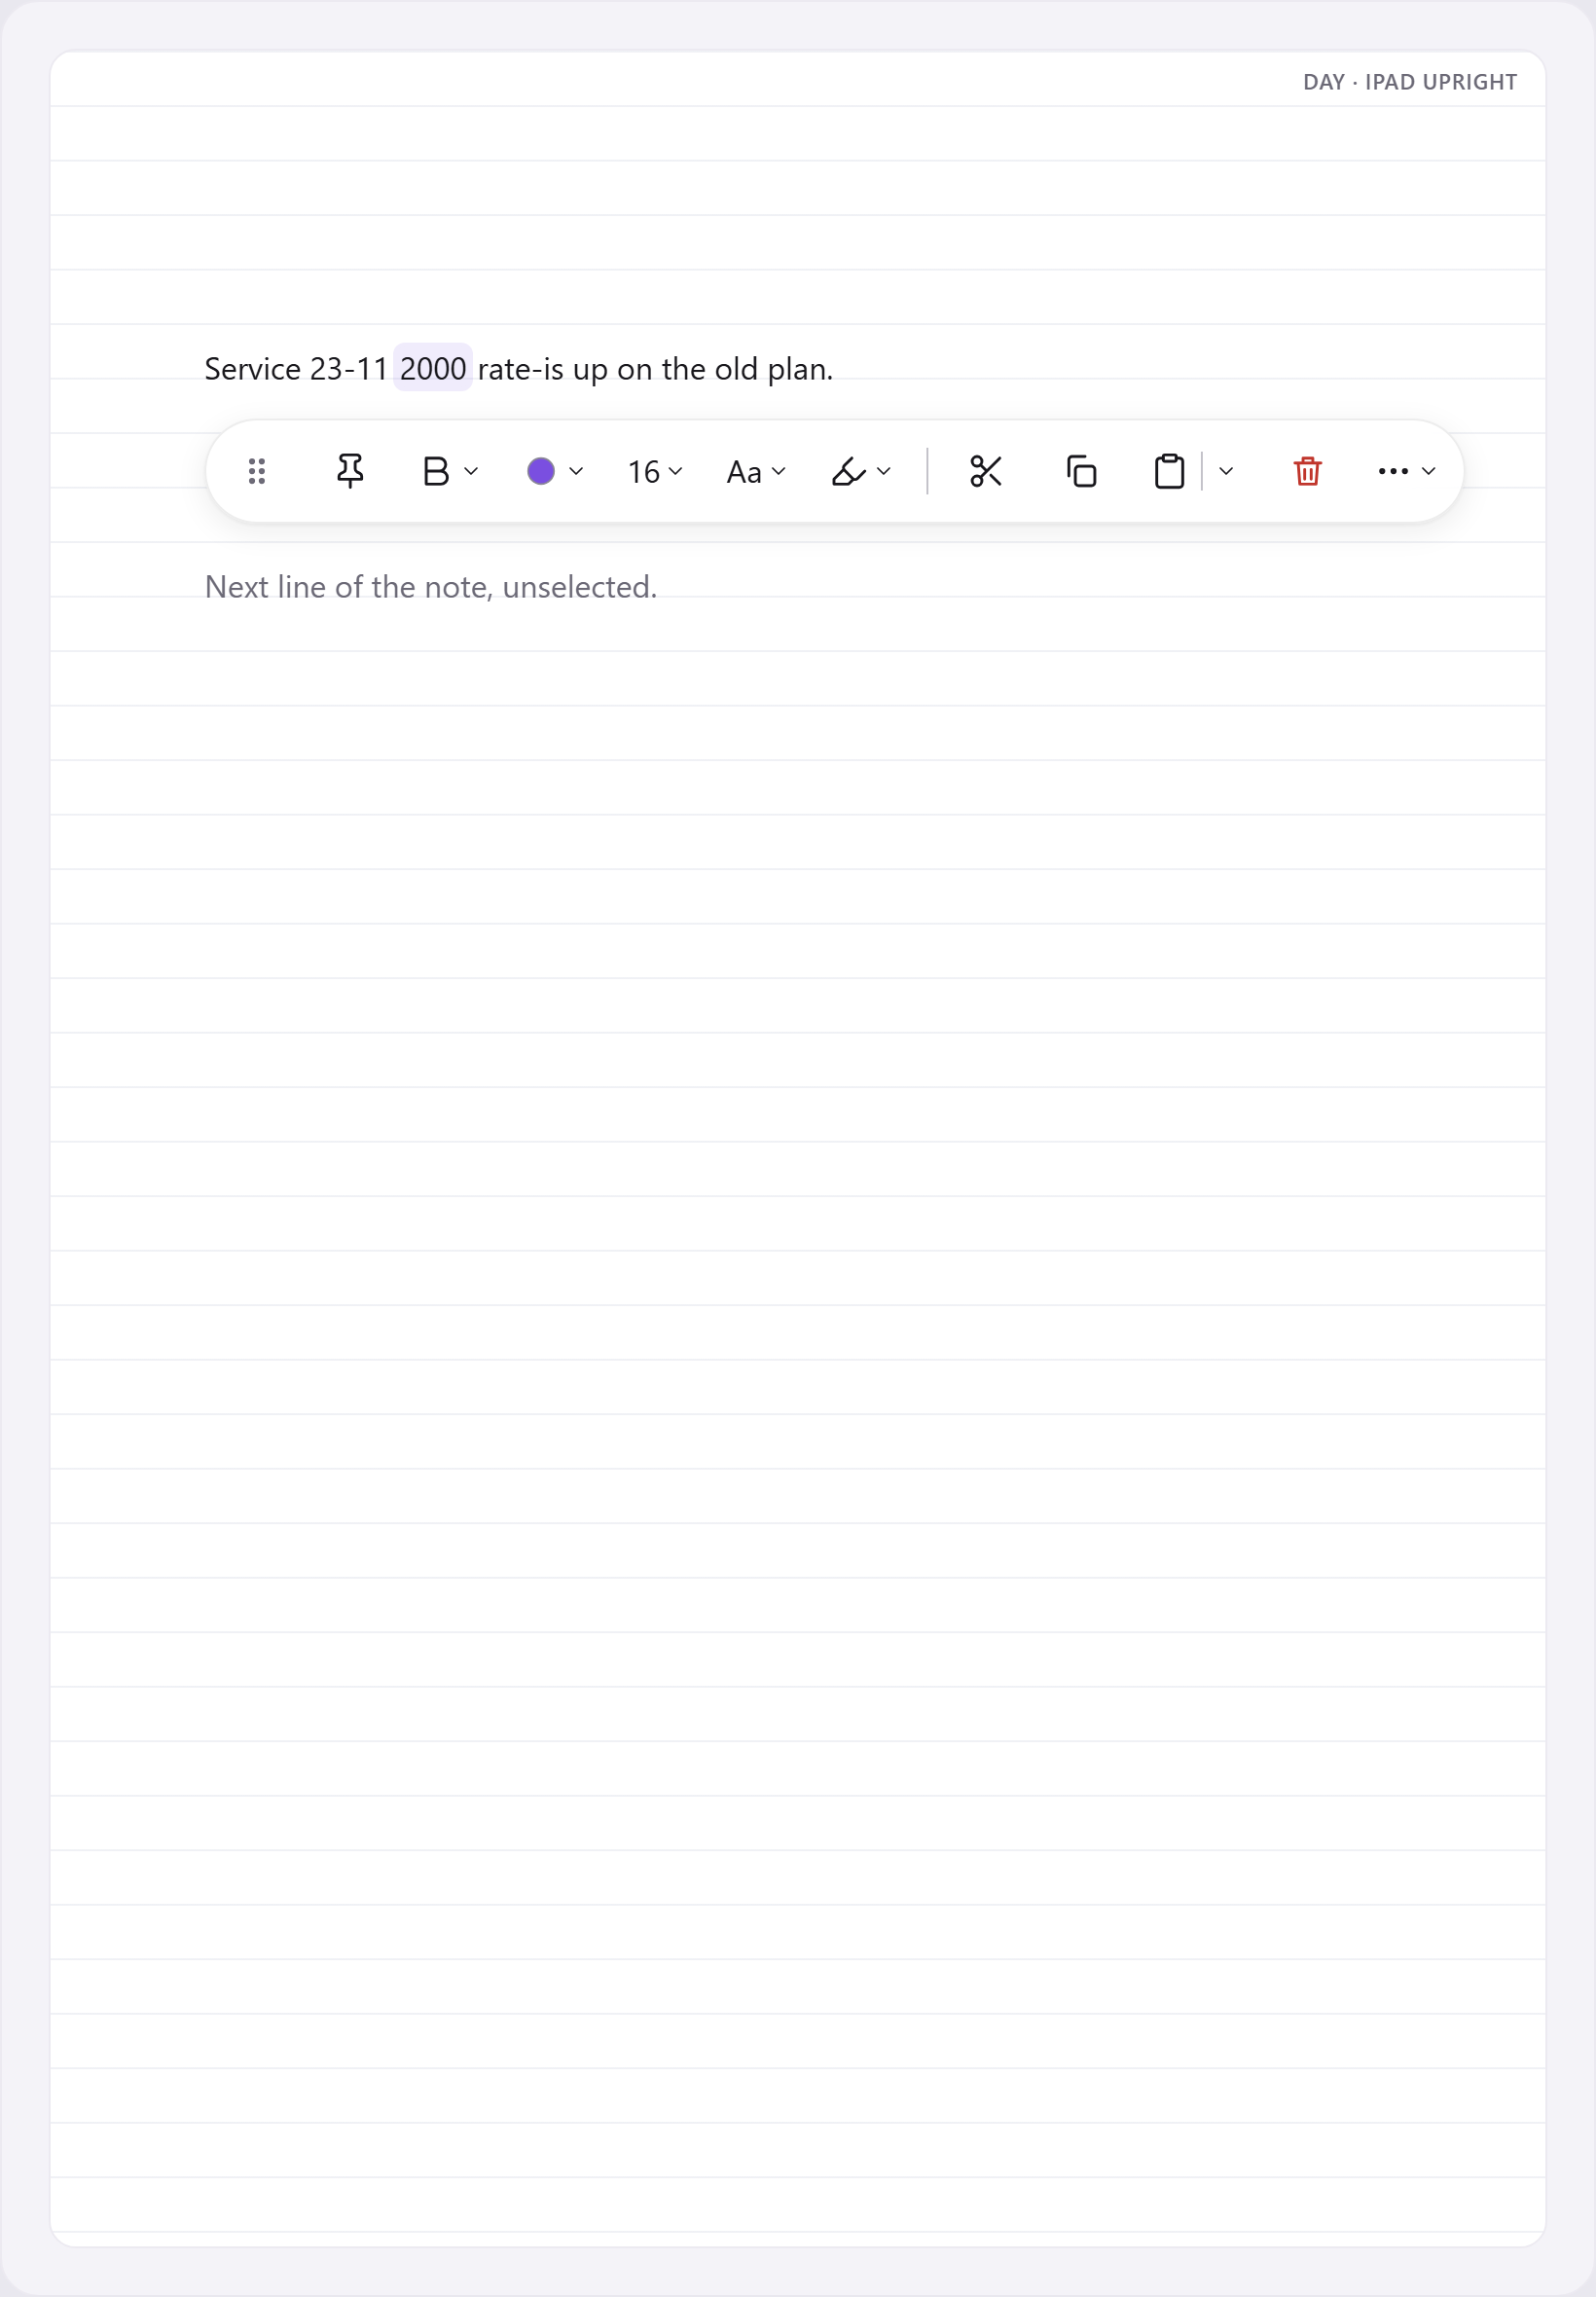 DAY · IPAD UPRIGHT
Service 23-11 2000 rate-is up on the old plan.
B 16 Aa
Next line of the note, unselected.